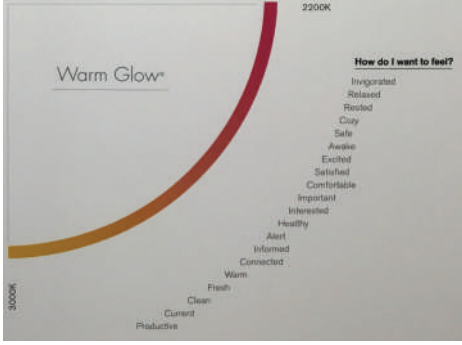 2200K
How do I want to feel?
Warm Glow®
Invigorated
Relaxed
Rested
Cozy
Safe
Awake
Excited
Satisfied
Comfortable
Important
Interested
Healthy
Alert
Informed
Connected
Warm
Fresh
Clean
Current
Productive
3000K